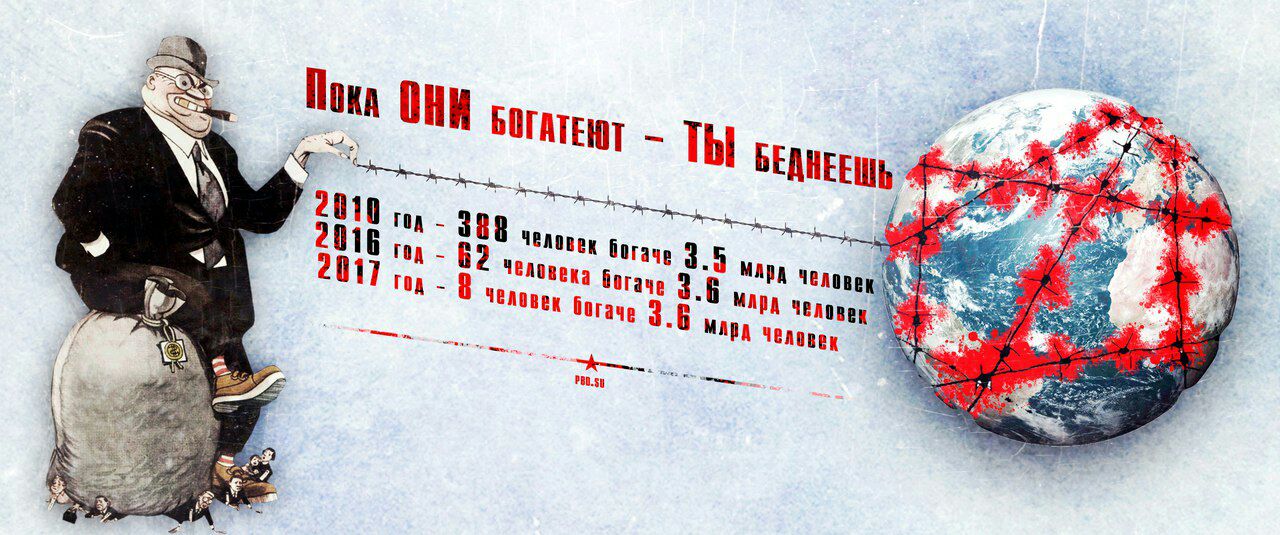 Пока ОНИ богатеют – ТЫ беднеешь
2010 год - 388 человек богаче 3.5 млрд человек
2016 год - 62 человека богаче 3.6 млрд человек
2017 год - 8 человек богаче 3.6 млрд человек
PBD.SU